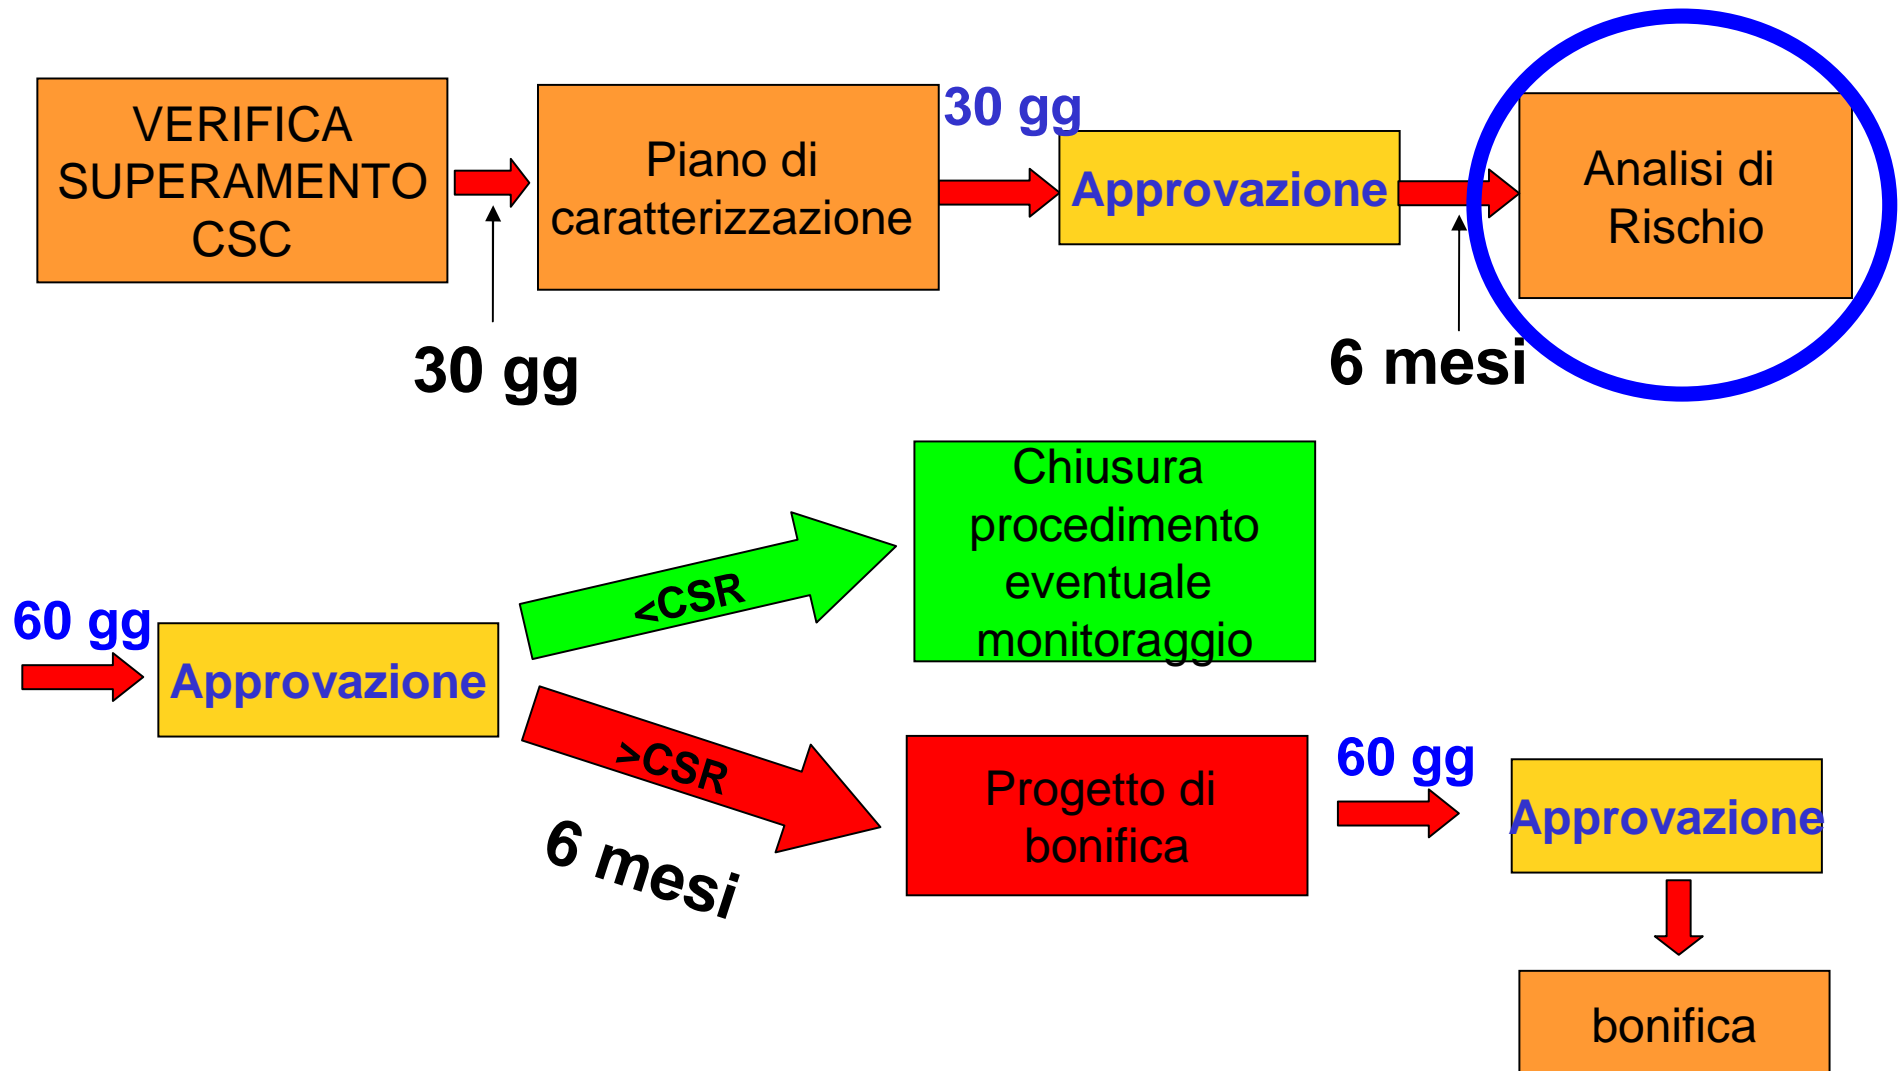 VERIFICA
SUPERAMENTO
CSC
30 gg
Piano di
caratterizzazione
30 gg
Approvazione
6 mesi
Analisi di
Rischio
60 gg
Approvazione
<CSR
Chiusura
procedimento
eventuale
monitoraggio
>CSR
6 mesi
Progetto di
bonifica
60 gg
Approvazione
bonifica